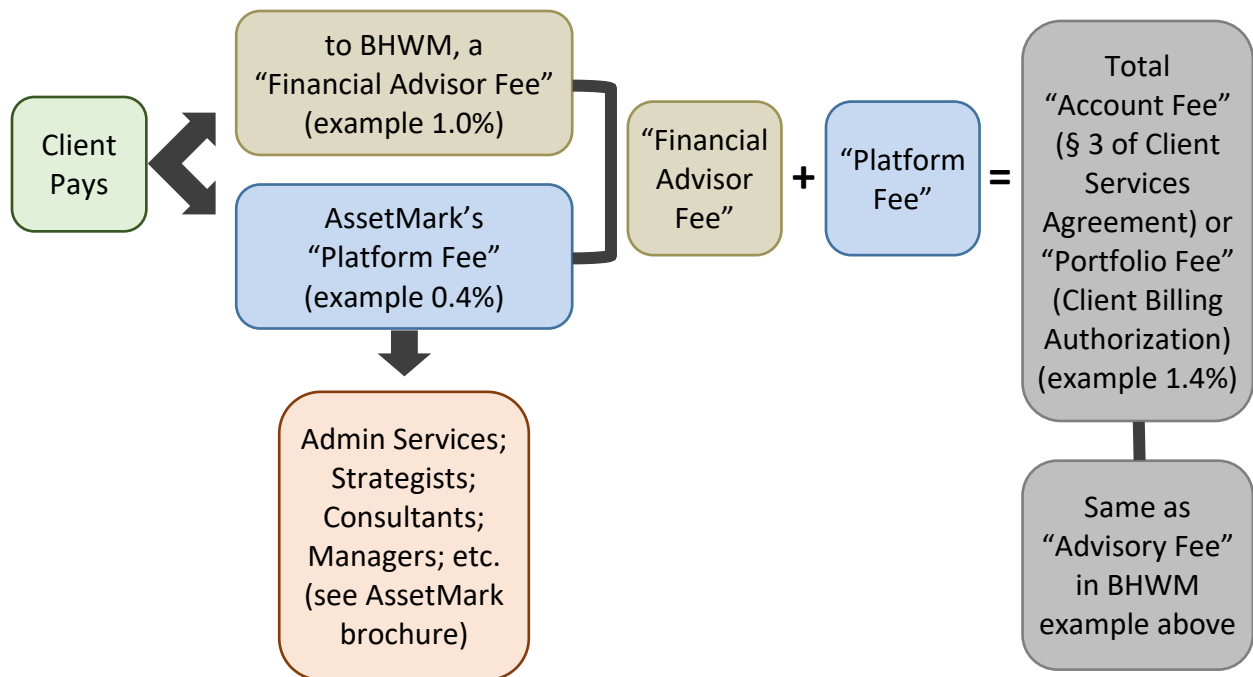 Client
Pays
to BHWM, a
“Financial Advisor Fee”
(example 1.0%)
AssetMark’s
“Platform Fee”
(example 0.4%)
Admin Services;
Strategists;
Consultants;
Managers; etc.
(see AssetMark
brochure)
“Financial
Advisor
Fee”
+
“Platform
Fee”
=
Total
“Account Fee”
(§ 3 of Client
Services
Agreement) or
“Portfolio Fee”
(Client Billing
Authorization)
(example 1.4%)
Same as
“Advisory Fee”
in BHWM
example above